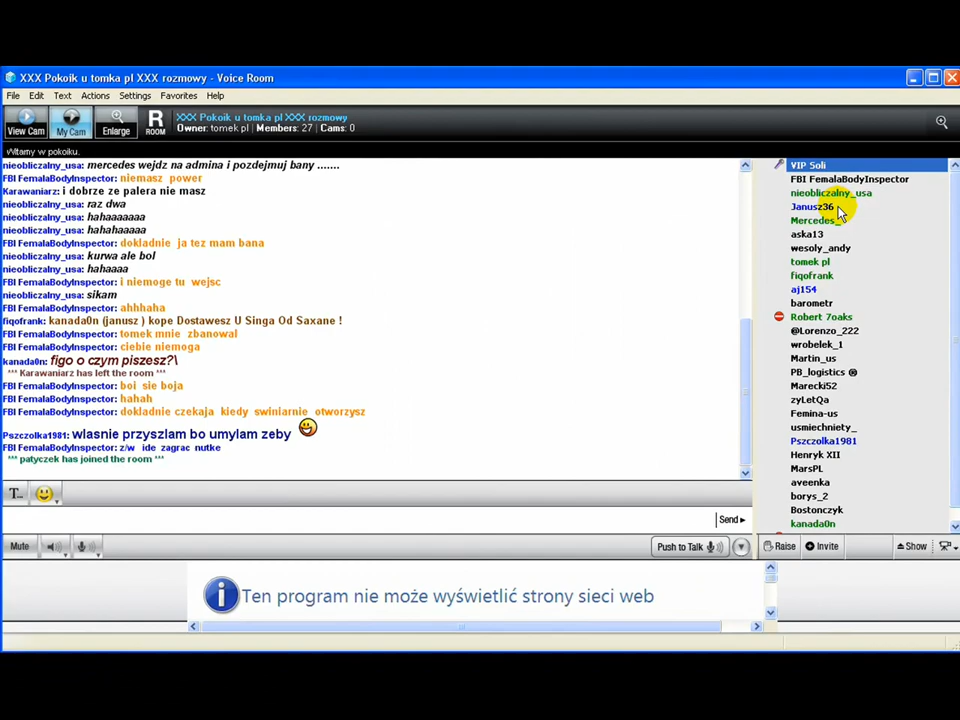 XXX Pokoik u tomka pl XXX rozmowy - Voice Room
File Edit Text Actions Settings Favorites Help
View Cam
My Cam
Enlarge
R
ROOM
XXX Pokoik u tomka pl XXX rozmowy
Owner: tomek pl | Members: 27 | Cams: 0
Witamy w pokoiku.
nieobliczalny_usa: mercedes wejdz na admina i pozdejmuj bany .......
FBI FemalaBodyInspector: niemasz power
Karawaniarz: i dobrze ze palera nie masz
nieobliczalny_usa: raz dwa
nieobliczalny_usa: hahaaaaaaa
nieobliczalny_usa: hahahaaaaa
FBI FemalaBodyInspector: dokladnie ja tez mam bana
nieobliczalny_usa: kurwa ale bol
nieobliczalny_usa: hahaaaa
FBI FemalaBodyInspector: i niemoge tu wejsc
nieobliczalny_usa: sikam
FBI FemalaBodyInspector: ahhhaha
fiqofrank: kanada0n (janusz ) kope Dostawesz U Singa Od Saxane !
FBI FemalaBodyInspector: tomek mnie zbanowal
FBI FemalaBodyInspector: ciebie niemoga
kanada0n: figo o czym piszesz?\
*** Karawaniarz has left the room ***
FBI FemalaBodyInspector: boi sie boja
FBI FemalaBodyInspector: hahah
FBI FemalaBodyInspector: dokladnie czekaja kiedy swiniarnie otworzysz
Pszczolka1981: wlasnie przyszlam bo umylam zeby
FBI FemalaBodyInspector: z/w ide zagrac nutke
*** patyczek has joined the room ***
VIP Soli
FBI FemalaBodyInspector
nieobliczalny_usa
Janusz36
Mercedes_
aska13
wesoly_andy
tomek pl
fiqofrank
aj154
barometr
Robert 7oaks
@Lorenzo_222
wrobelek_1
Martin_us
PB_logistics @
Marecki52
zyLetQa
Femina-us
usmiechniety_
Pszczolka1981
Henryk XII
MarsPL
aveenka
borys_2
Bostonczyk
kanada0n
T...
Send
Mute
Push to Talk
Raise
Invite
Show
Ten program nie może wyświetlić strony sieci web